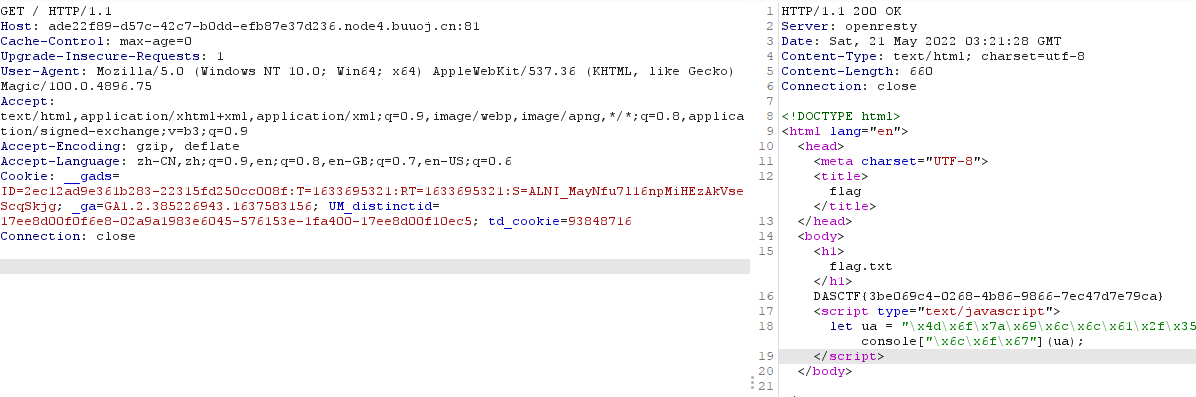 GET / HTTP/1.1
Host: ade22f89-d57c-42c7-b0dd-efb87e37d236.node4.buuoj.cn:81
Cache-Control: max-age=0
Upgrade-Insecure-Requests: 1
User-Agent: Mozilla/5.0 (Windows NT 10.0; Win64; x64) AppleWebKit/537.36 (KHTML, like Gecko)
Magic/100.0.4896.75
Accept:
text/html,application/xhtml+xml,application/xml;q=0.9,image/webp,image/apng,*/*;q=0.8,applica
tion/signed-exchange;v=b3;q=0.9
Accept-Encoding: gzip, deflate
Accept-Language: zh-CN,zh;q=0.9,en;q=0.8,en-GB;q=0.7,en-US;q=0.6
Cookie: __gads=
ID=2ec12ad9e361b283-22315fd250cc008f:T=1633695321:RT=1633695321:S=ALNI_MayNfu7l16npMiHEzAkVse
ScqSkjg; _ga=GA1.2.385226943.1637583156; UM_distinctid=
17ee8d00f0f6e8-02a9a1983e6045-576153e-1fa400-17ee8d00f10ec5; td_cookie=93848716
Connection: close
1 HTTP/1.1 200 OK
2 Server: openresty
3 Date: Sat, 21 May 2022 03:21:28 GMT
4 Content-Type: text/html; charset=utf-8
5 Content-Length: 660
6 Connection: close
7
8 <!DOCTYPE html>
9 <html lang="en">
10 <head>
11 <meta charset="UTF-8">
12 <title>
flag
</title>
13 </head>
14 <body>
15 <h1>
flag.txt
</h1>
16 DASCTF{3be069c4-0268-4b86-9866-7ec47d7e79ca}
17 <script type="text/javascript">
18 let ua = "\x4d\x6f\x7a\x69\x6c\x6c\x61\x2f\x35
console["\x6c\x6f\x67"](ua);
19 </script>
20 </body>
21